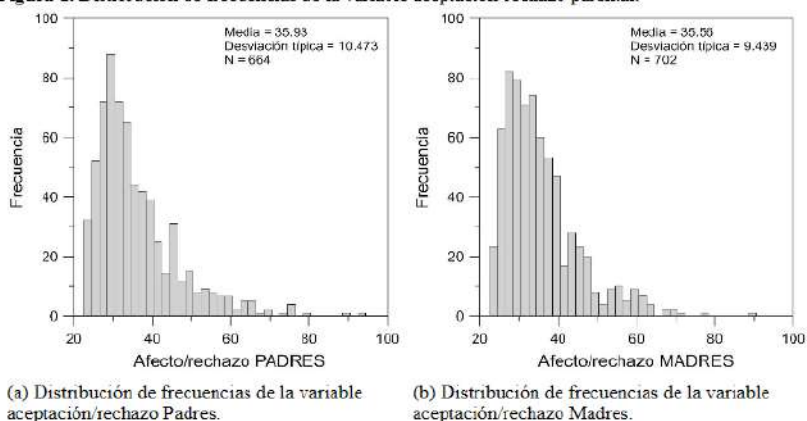 Media = 35.93
Desviación típica = 10.473
N = 664
100
80
60
40
20
0
Frecuencia
20 40 60 80 100
Afecto/rechazo PADRES
(a) Distribución de frecuencias de la variable
aceptación/rechazo Padres.
Media = 35.56
Desviación típica = 9.439
N = 702
100
80
60
40
20
0
Frecuencia
20 40 60 80 100
Afecto/rechazo MADRES
(b) Distribución de frecuencias de la variable
aceptación/rechazo Madres.